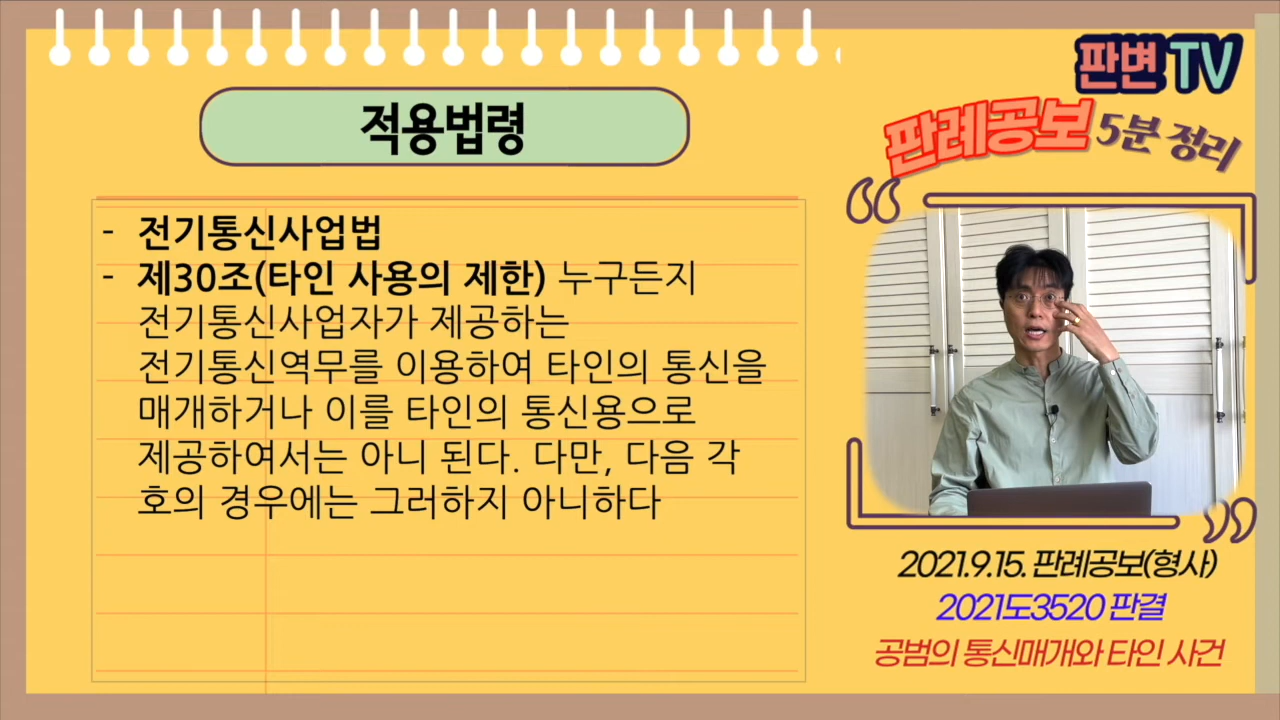 적용법령
- 전기통신사업법
- 제30조(타인 사용의 제한) 누구든지
전기통신사업자가 제공하는
전기통신역무를 이용하여 타인의 통신을
매개하거나 이를 타인의 통신용으로
제공하여서는 아니 된다. 다만, 다음 각
호의 경우에는 그러하지 아니하다
판변 TV
판례공보 5분 정리
2021.9.15. 판례공보(형사)
2021도3520 판결
공범의 통신매개와 타인 사건